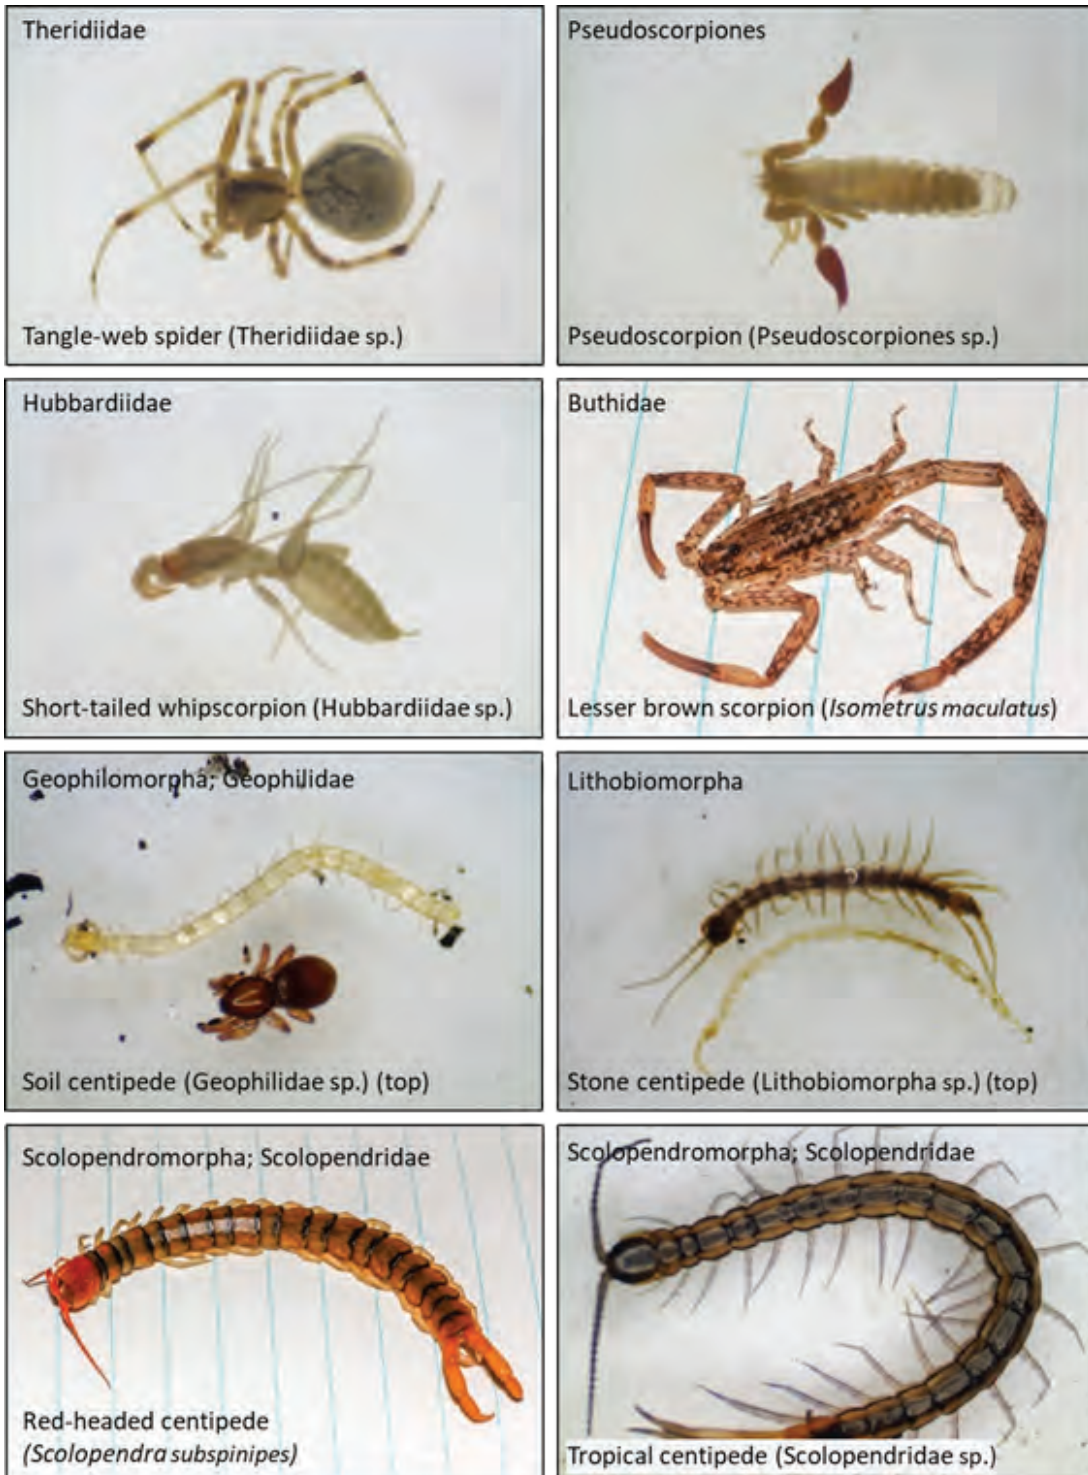 Theridiidae
Tangle-web spider (Theridiidae sp.)
Pseudoscorpiones
Pseudoscorpion (Pseudoscorpiones sp.)
Hubbardiidae
Short-tailed whipscorpion (Hubbardiidae sp.)
Buthidae
Lesser brown scorpion (Isometrus maculatus)
Geophilomorpha; Geophilidae
Soil centipede (Geophilidae sp.) (top)
Lithobiomorpha
Stone centipede (Lithobiomorpha sp.) (top)
Scolopendromorpha; Scolopendridae
Red-headed centipede
(Scolopendra subspinipes)
Scolopendromorpha; Scolopendridae
Tropical centipede (Scolopendridae sp.)